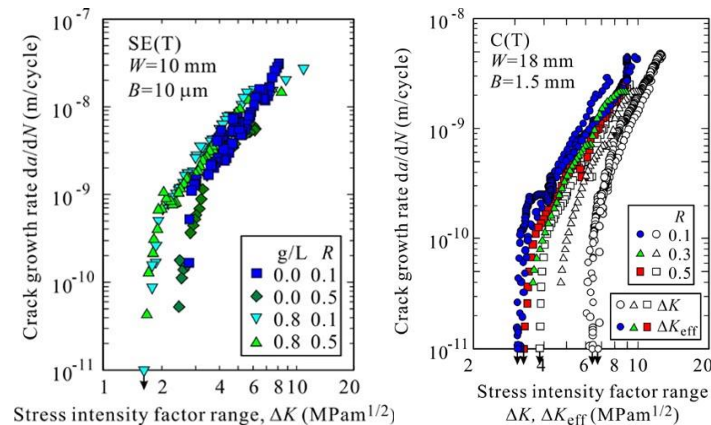 Crack growth rate da/dN (m/cycle)
10-7
10-8
10-9
10-10
10-11
SE(T)
W=10 mm
B=10 μm
g/L R
0.0 0.1
0.0 0.5
0.8 0.1
0.8 0.5
1 2 4 6 8 10 20
Stress intensity factor range, ΔK (MPam1/2)
Crack growth rate da/dN (m/cycle)
10-8
10-9
10-10
10-11
C(T)
W=18 mm
B=1.5 mm
R
0.1
0.3
0.5
ΔK
ΔKeff
2 4 6 8 10 20
Stress intensity factor range
ΔK, ΔKeff (MPam1/2)